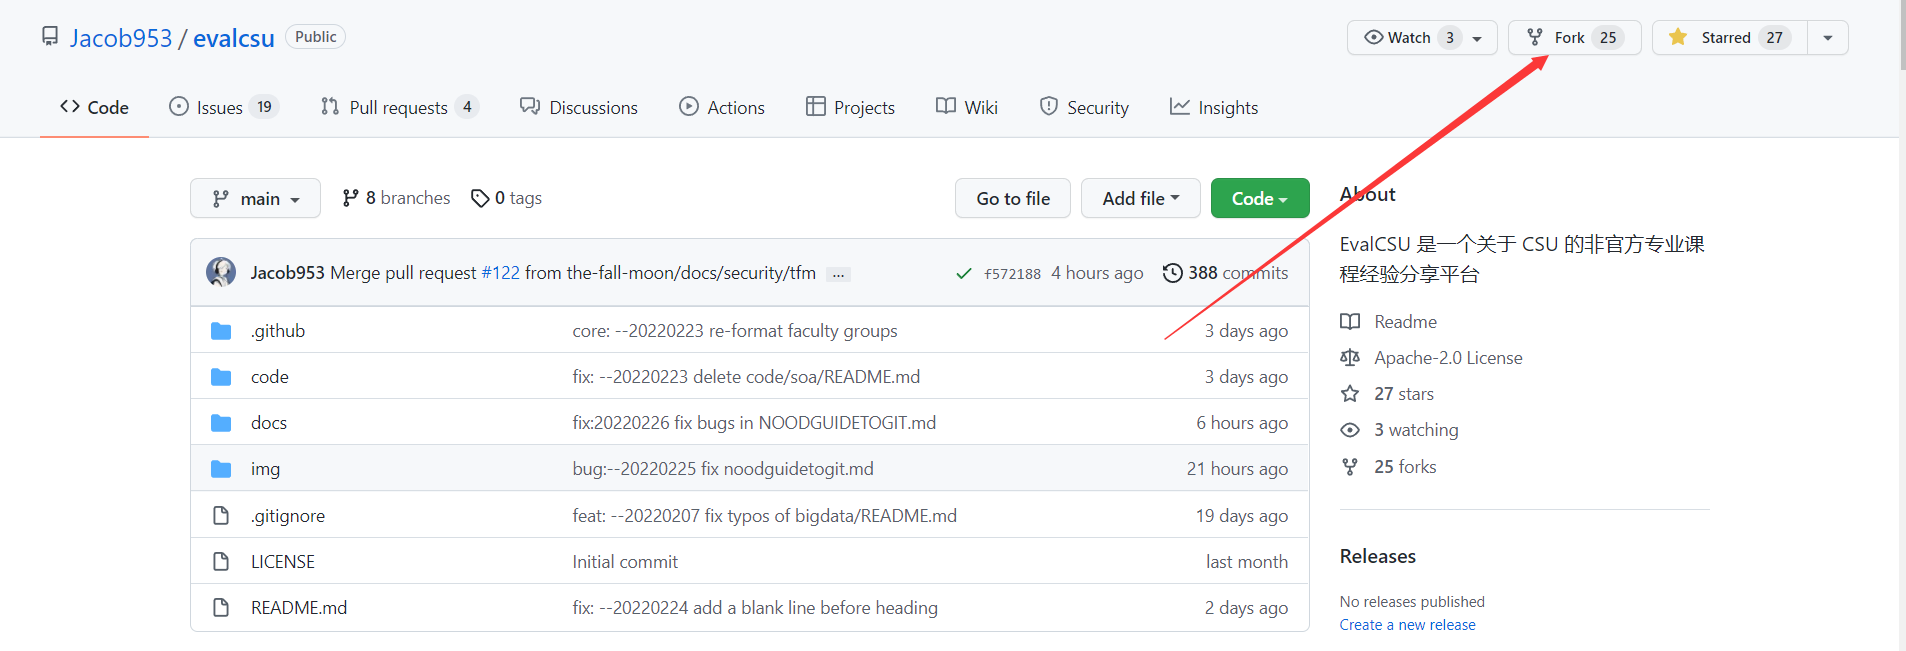 Jacob953 / evalcsu Public
Watch 3 Fork 25 Starred 27
Code Issues 19 Pull requests 4 Discussions Actions Projects Wiki Security Insights
main 8 branches 0 tags Go to file Add file Code
Jacob953 Merge pull request #122 from the-fall-moon/docs/security/tfm ... f572188 4 hours ago 388 commits
.github core: --20220223 re-format faculty groups 3 days ago
code fix: --20220223 delete code/soa/README.md 3 days ago
docs fix:20220226 fix bugs in NOODGUIDETOGIT.md 6 hours ago
img bug:--20220225 fix noodguidetogit.md 21 hours ago
.gitignore feat: --20220207 fix typos of bigdata/README.md 19 days ago
LICENSE Initial commit last month
README.md fix: --20220224 add a blank line before heading 2 days ago
About
EvalCSU 是一个关于 CSU 的非官方专业课
程经验分享平台
Readme
Apache-2.0 License
27 stars
3 watching
25 forks
Releases
No releases published
Create a new release